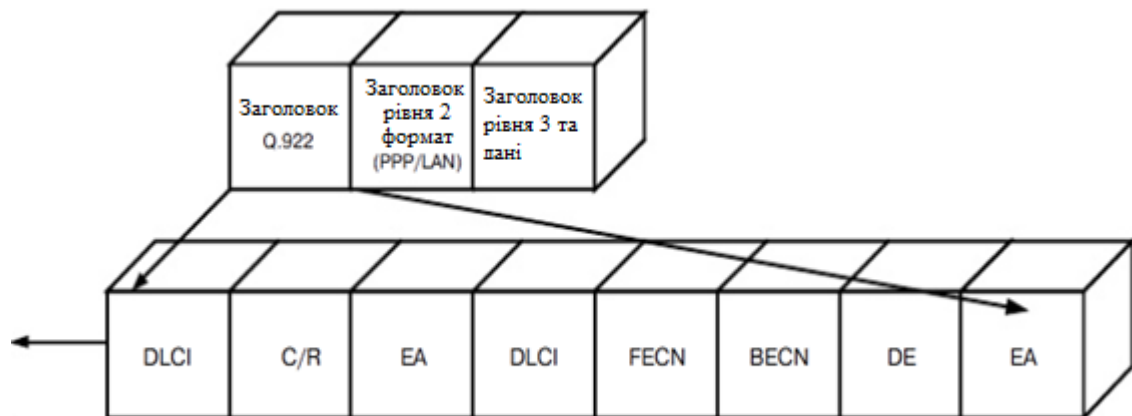 Заголовок
Q.922
Заголовок
рівня 2
формат
(PPP/LAN)
Заголовок
рівня 3 та
дані
DLCI
C/R
EA
DLCI
FECN
BECN
DE
EA